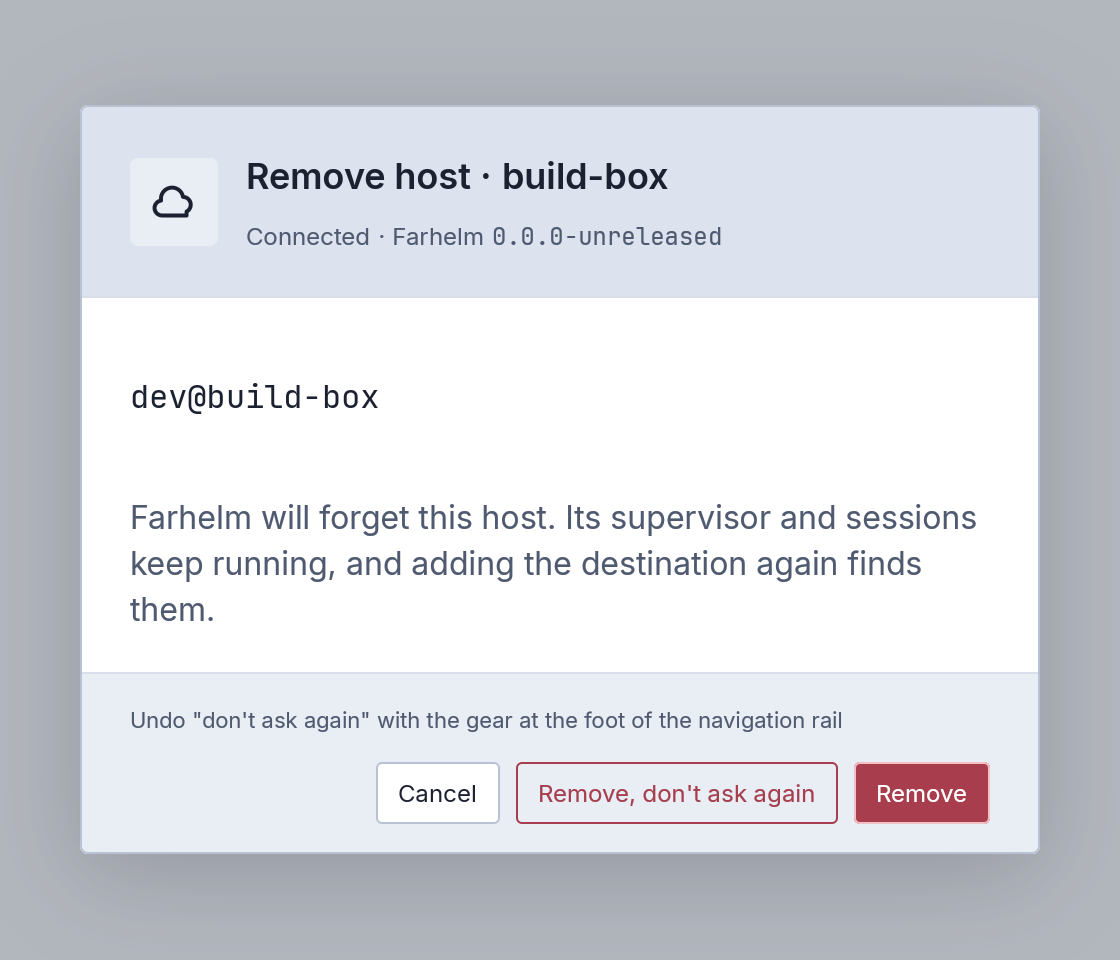 Remove host · build-box
Connected · Farhelm 0.0.0-unreleased
dev@build-box
Farhelm will forget this host. Its supervisor and sessions
keep running, and adding the destination again finds
them.
Undo "don't ask again" with the gear at the foot of the navigation rail
Cancel
Remove, don't ask again
Remove